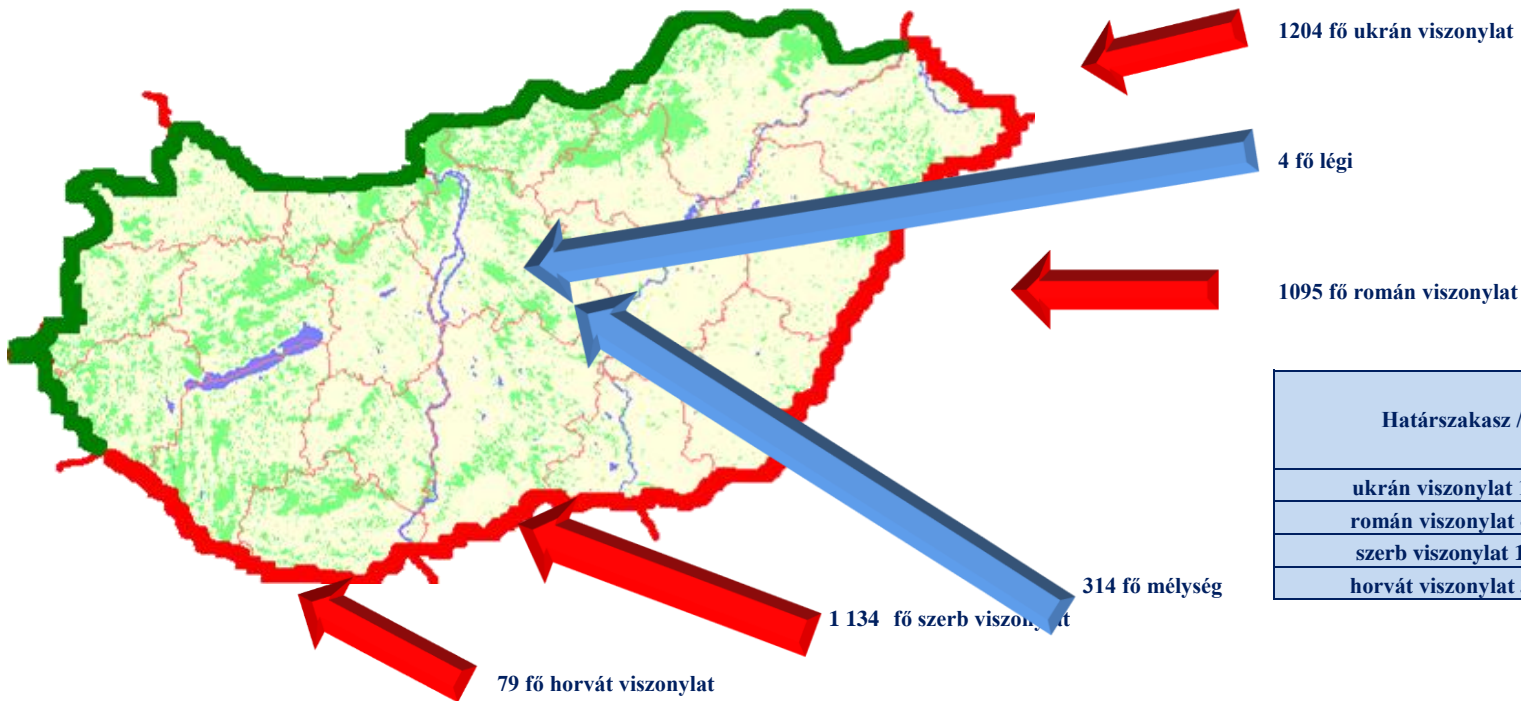 1204 fő ukrán viszonylat
4 fő légi
1095 fő román viszonylat
Határszakasz /
ukrán viszonylat
román viszonylat
szerb viszonylat 1
horvát viszonylat
314 fő mélység
1 134 fő szerb viszonylat
79 fő horvát viszonylat